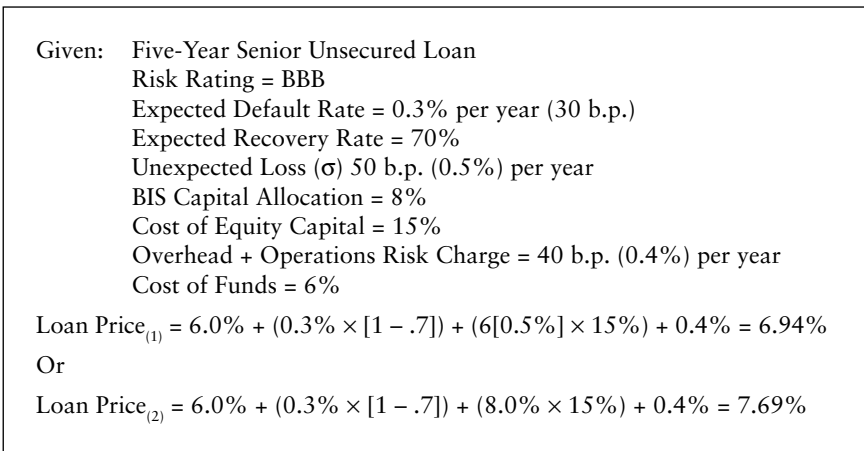 Given: Five-Year Senior Unsecured Loan
Risk Rating = BBB
Expected Default Rate = 0.3% per year (30 b.p.)
Expected Recovery Rate = 70%
Unexpected Loss (σ) 50 b.p. (0.5%) per year
BIS Capital Allocation = 8%
Cost of Equity Capital = 15%
Overhead + Operations Risk Charge = 40 b.p. (0.4%) per year
Cost of Funds = 6%
Loan Price(1) = 6.0% + (0.3% × [1 – .7]) + (6[0.5%] × 15%) + 0.4% = 6.94%
Or
Loan Price(2) = 6.0% + (0.3% × [1 – .7]) + (8.0% × 15%) + 0.4% = 7.69%